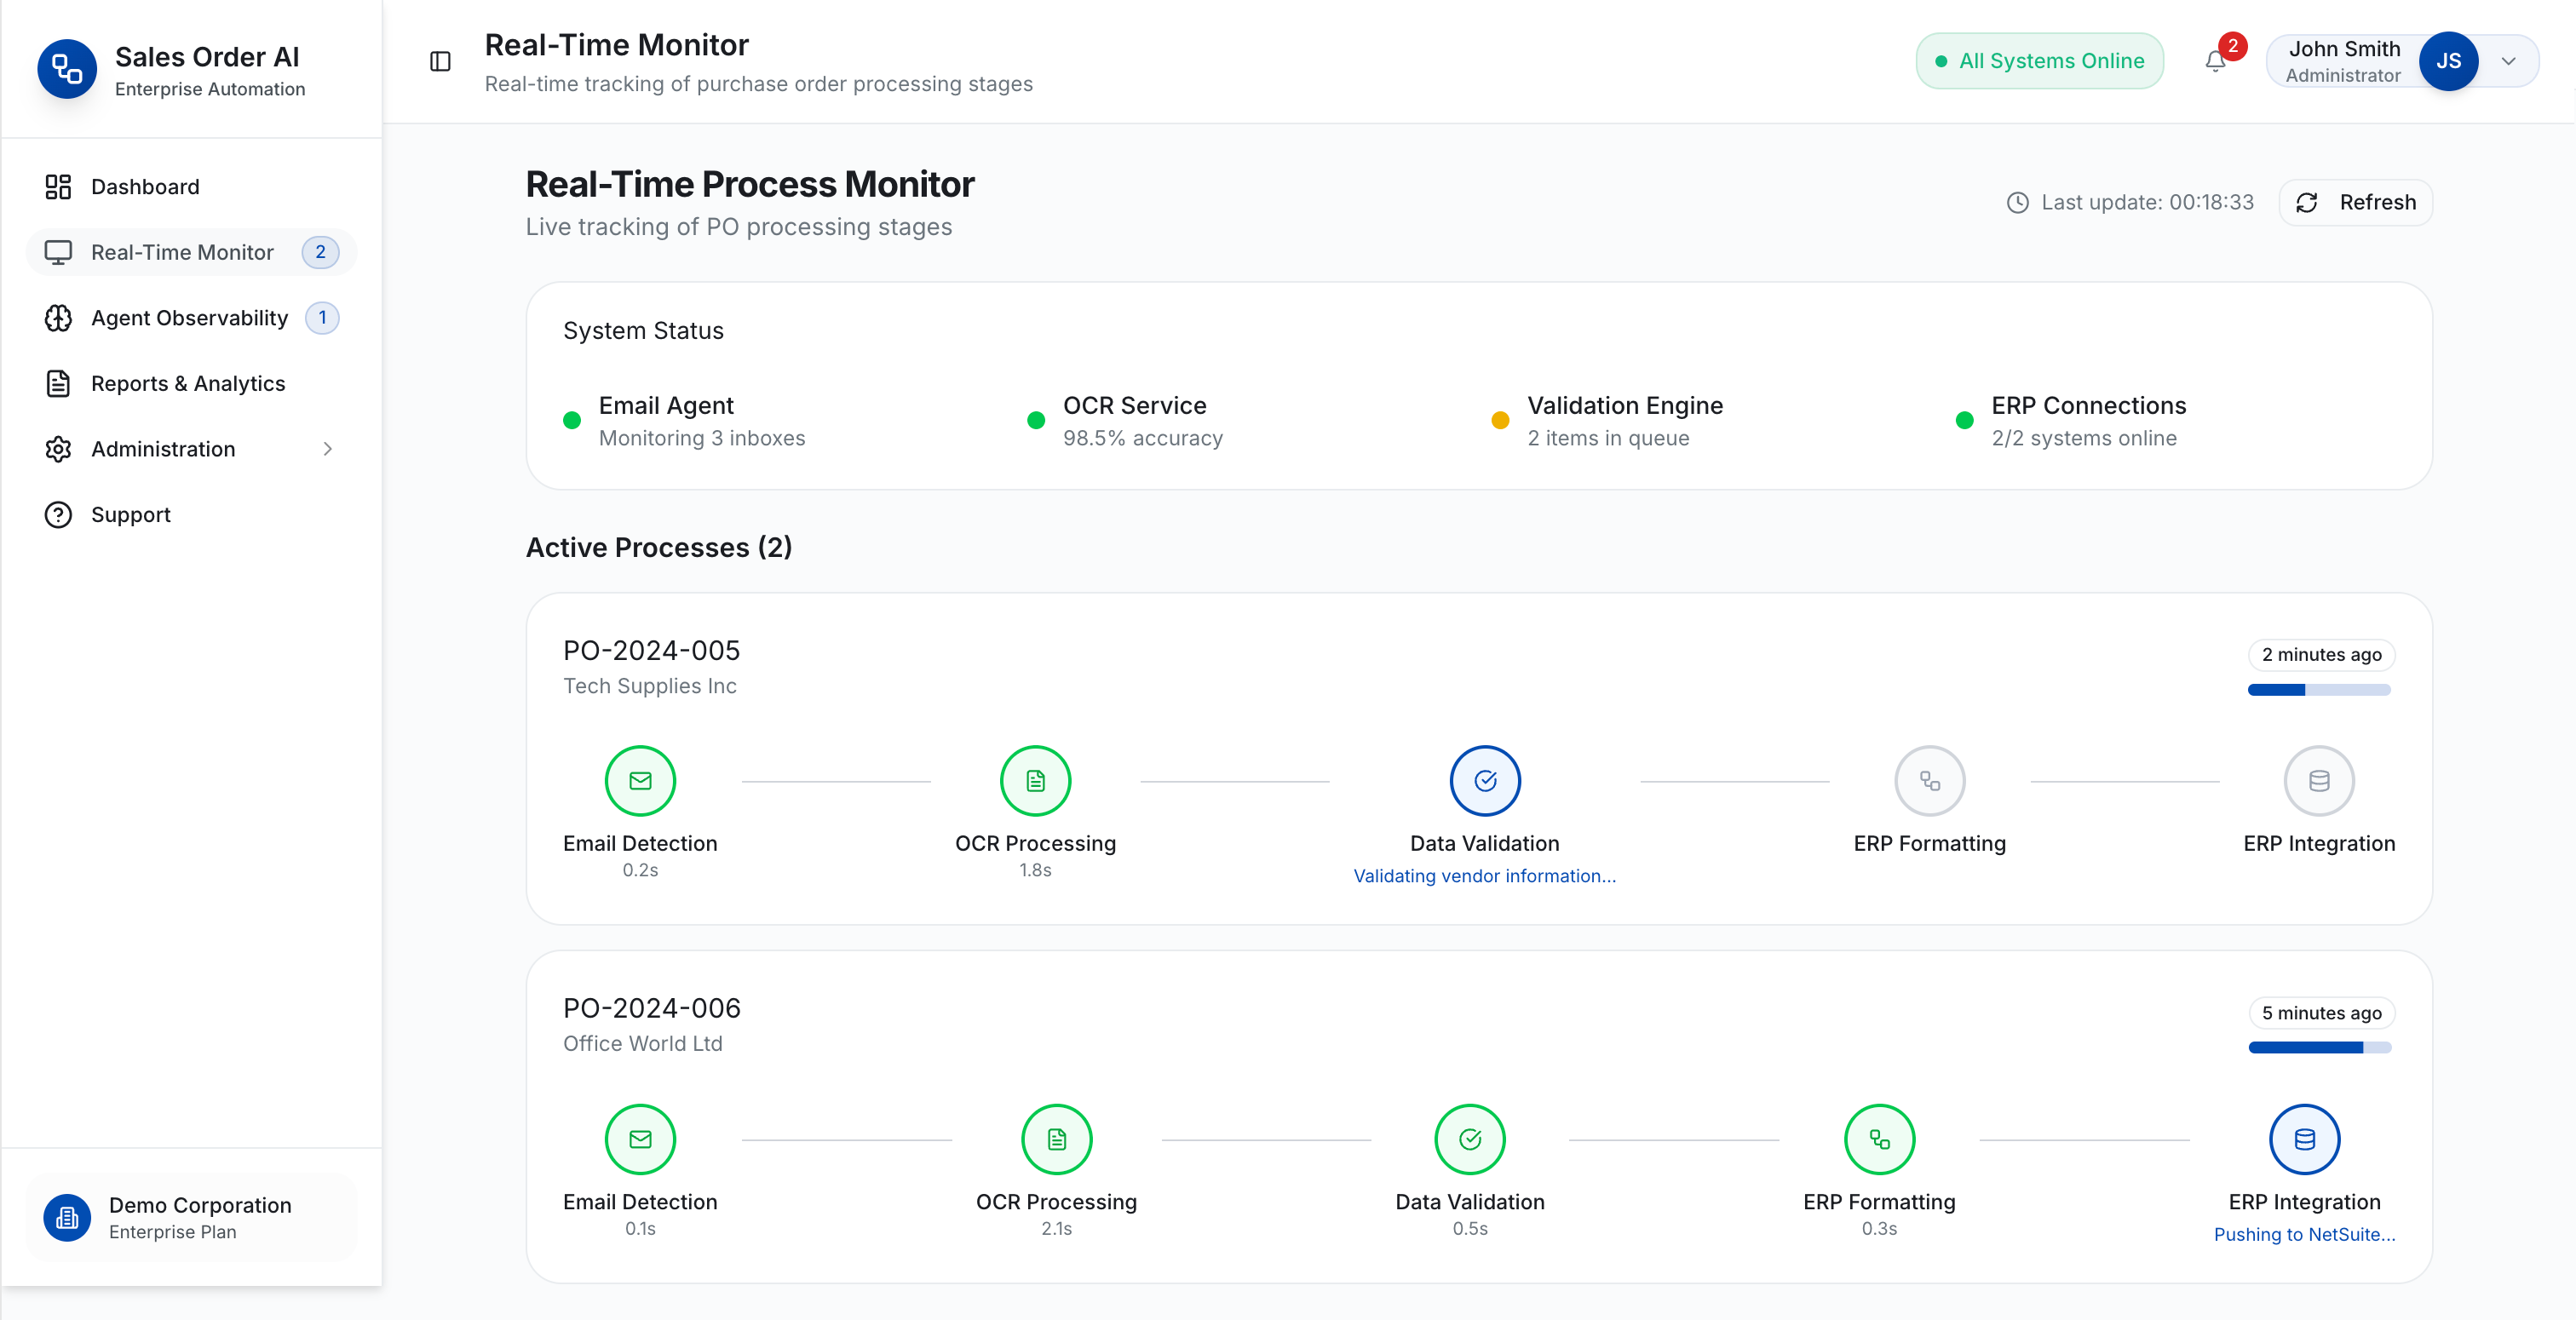 Sales Order AI
Enterprise Automation
Dashboard
Real-Time Monitor 2
Agent Observability 1
Reports & Analytics
Administration
Support
Demo Corporation
Enterprise Plan
Real-Time Monitor
Real-time tracking of purchase order processing stages
All Systems Online
2
John Smith
Administrator
JS
Real-Time Process Monitor
Live tracking of PO processing stages
Last update: 00:18:33
Refresh
System Status
Email Agent
Monitoring 3 inboxes
OCR Service
98.5% accuracy
Validation Engine
2 items in queue
ERP Connections
2/2 systems online
Active Processes (2)
PO-2024-005
Tech Supplies Inc
2 minutes ago
Email Detection
0.2s
OCR Processing
1.8s
Data Validation
Validating vendor information...
ERP Formatting
ERP Integration
PO-2024-006
Office World Ltd
5 minutes ago
Email Detection
0.1s
OCR Processing
2.1s
Data Validation
0.5s
ERP Formatting
0.3s
ERP Integration
Pushing to NetSuite...